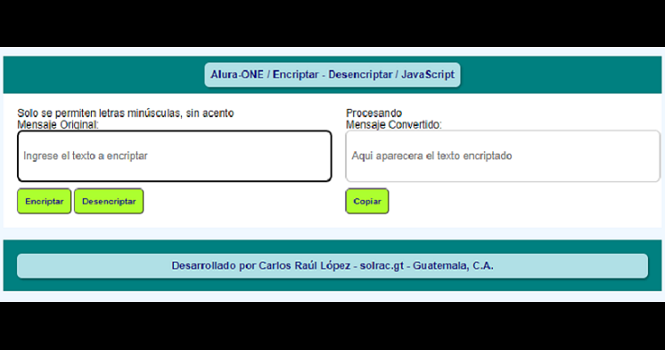 Alura-ONE / Encriptar - Desencriptar / JavaScript
Solo se permiten letras minúsculas, sin acento
Mensaje Original:
Ingrese el texto a encriptar
Encriptar
Desencriptar
Procesando
Mensaje Convertido:
Aquí aparecera el texto encriptado
Copiar
Desarrollado por Carlos Raúl López - solrac.gt - Guatemala, C.A.